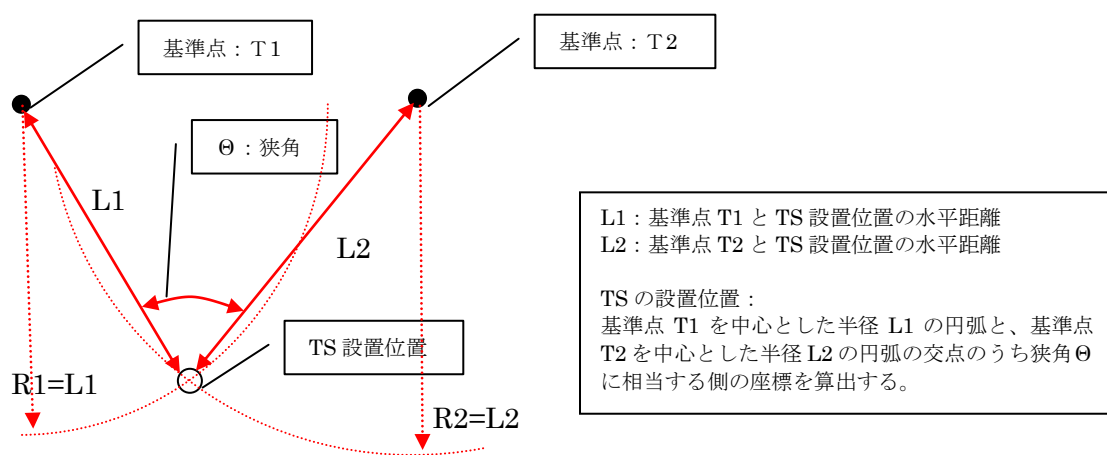 基準点：T1
基準点：T2
Θ：狭角
L1
L2
TS 設置位置
R1=L1
R2=L2
L1：基準点 T1 と TS 設置位置の水平距離
L2：基準点 T2 と TS 設置位置の水平距離
TS の設置位置：
基準点 T1 を中心とした半径 L1 の円弧と、基準点
T2 を中心とした半径 L2 の円弧の交点のうち狭角Θ
に相当する側の座標を算出する。